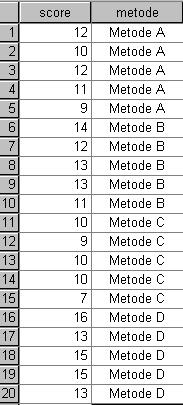 score metode
1 12 Metode A
2 10 Metode A
3 12 Metode A
4 11 Metode A
5 9 Metode A
6 14 Metode B
7 12 Metode B
8 13 Metode B
9 13 Metode B
10 11 Metode B
11 10 Metode C
12 9 Metode C
13 10 Metode C
14 10 Metode C
15 7 Metode C
16 16 Metode D
17 13 Metode D
18 15 Metode D
19 15 Metode D
20 13 Metode D